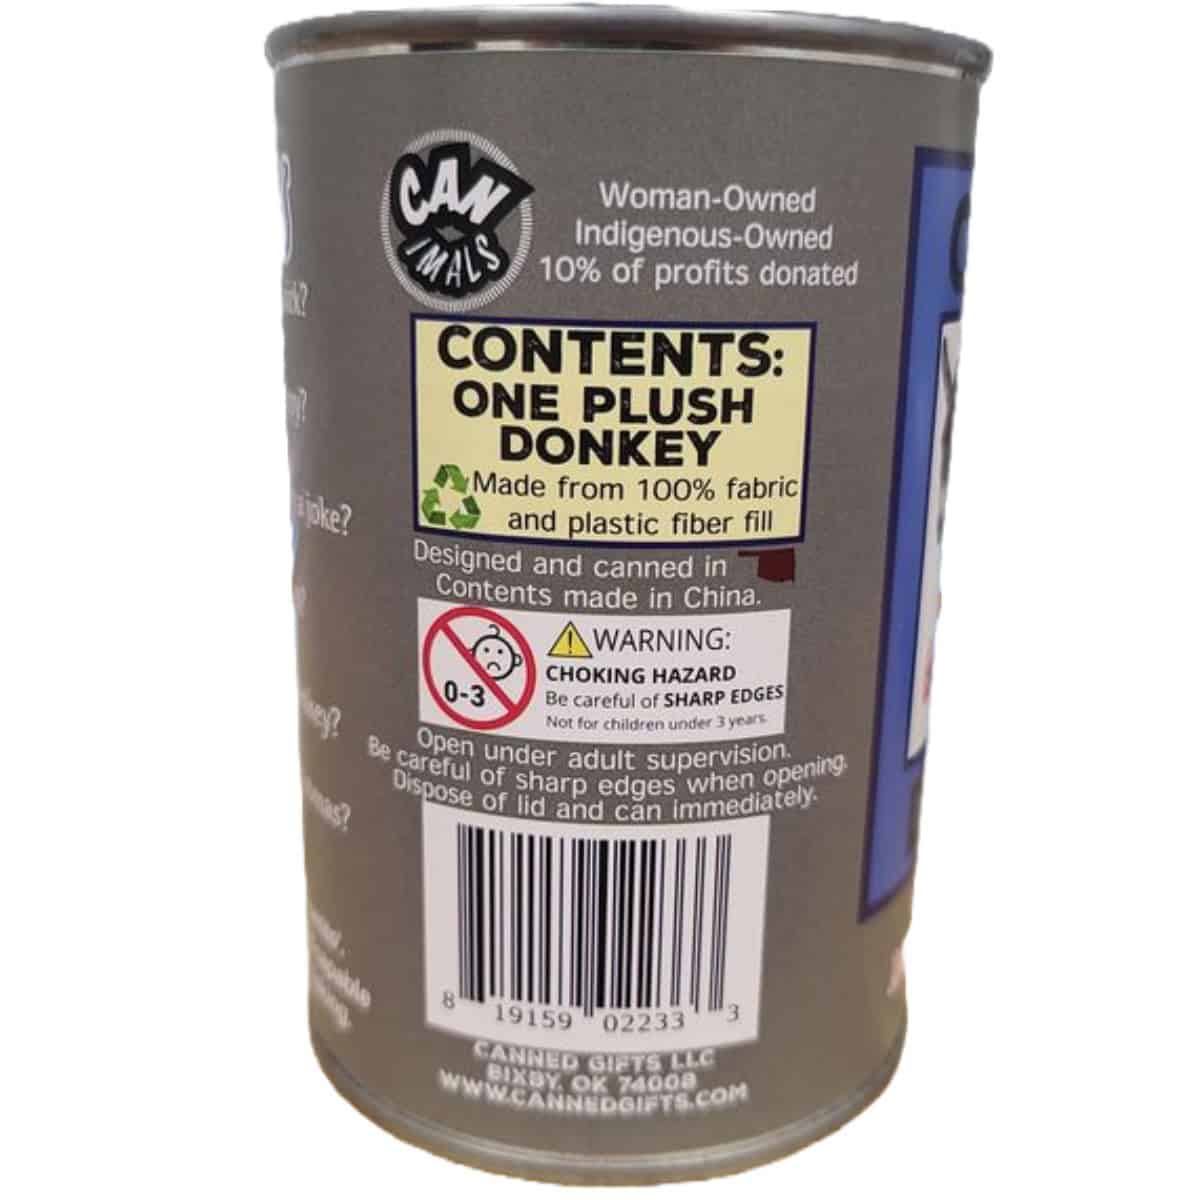 CAN
IMALS
Woman-Owned
Indigenous-Owned
10% of profits donated
CONTENTS:
ONE PLUSH
DONKEY
Made from 100% fabric
and plastic fiber fill
Designed and canned in
Contents made in China.
0-3
WARNING:
CHOKING HAZARD
Be careful of SHARP EDGES
Not for children under 3 years.
Open under adult supervision.
Be careful of sharp edges when opening.
Dispose of lid and can immediately.
8 19159 02233 3
CANNED GIFTS LLC
BIXBY, OK 74008
WWW.CANNEDGIFTS.COM
a joke?